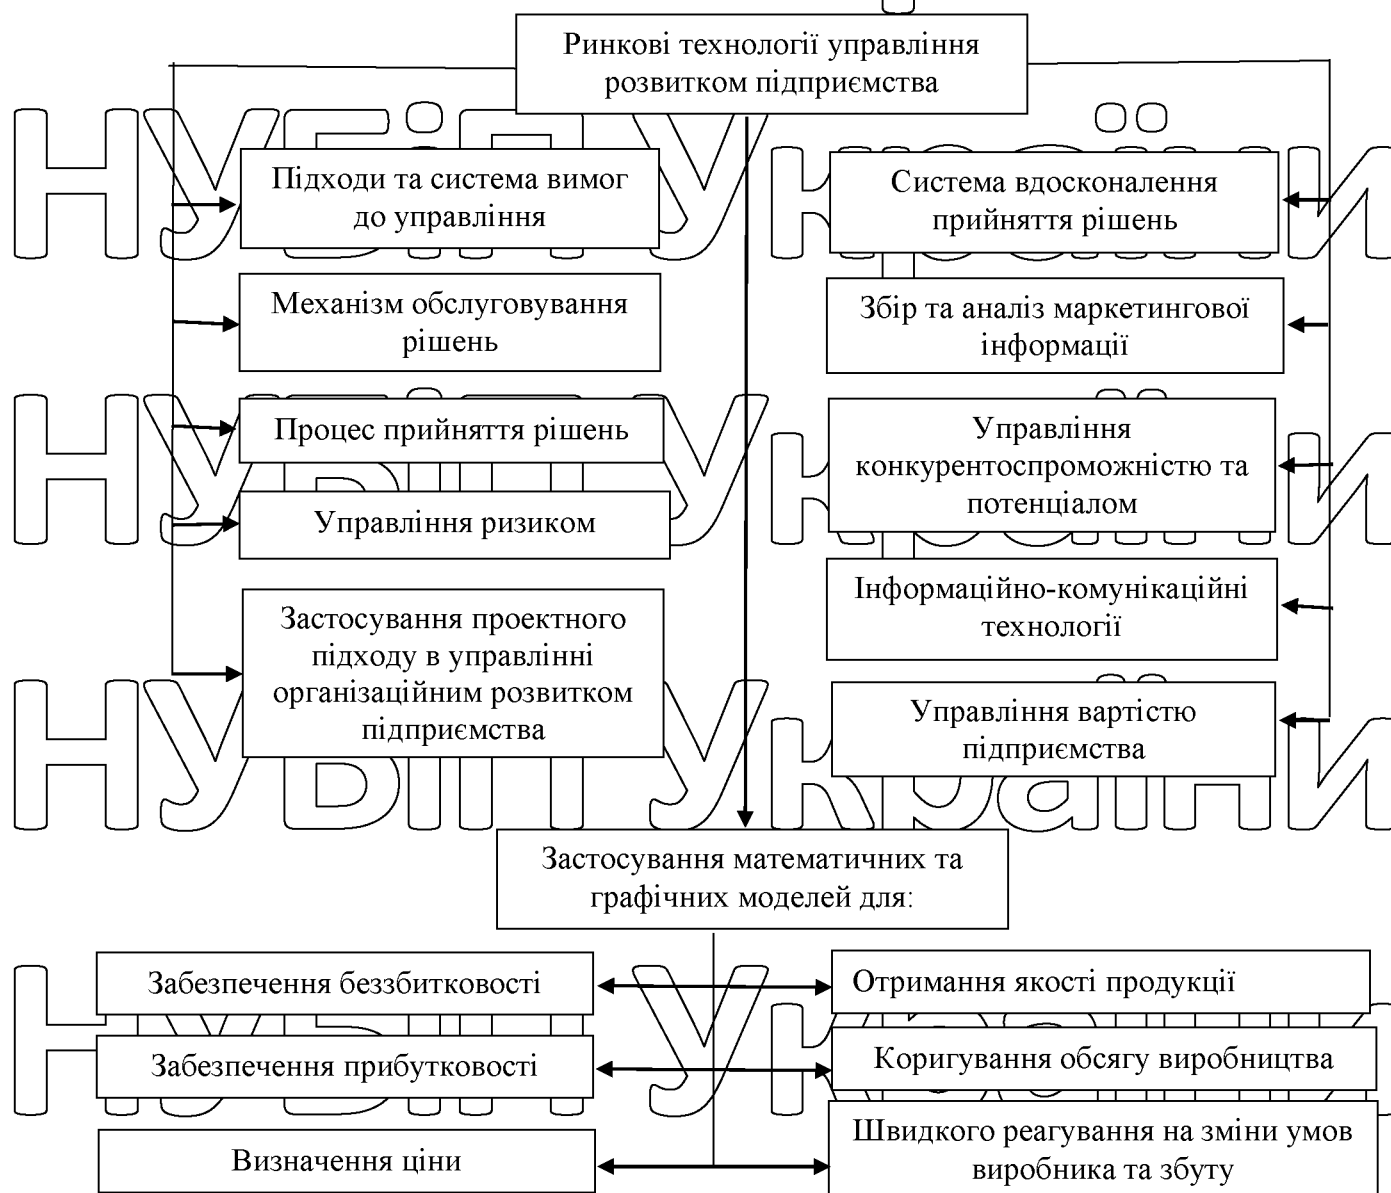 Ринкові технології управління
розвитком підприємства
Підходи та система вимог
до управління
Механізм обслуговування
рішень
Процес прийняття рішень
Управління ризиком
Застосування проектного
підходу в управлінні
організаційним розвитком
підприємства
Система вдосконалення
прийняття рішень
Збір та аналіз маркетингової
інформації
Управління
конкурентоспроможністю та
потенціалом
Інформаційно-комунікаційні
технології
Управління вартістю
підприємства
Застосування математичних та
графічних моделей для:
Забезпечення беззбитковості
Забезпечення прибутковості
Визначення ціни
Отримання якості продукції
Коригування обсягу виробництва
Швидкого реагування на зміни умов
виробника та збуту
НУБіП України
НУБіП України
НУБіП України
НУБіП України